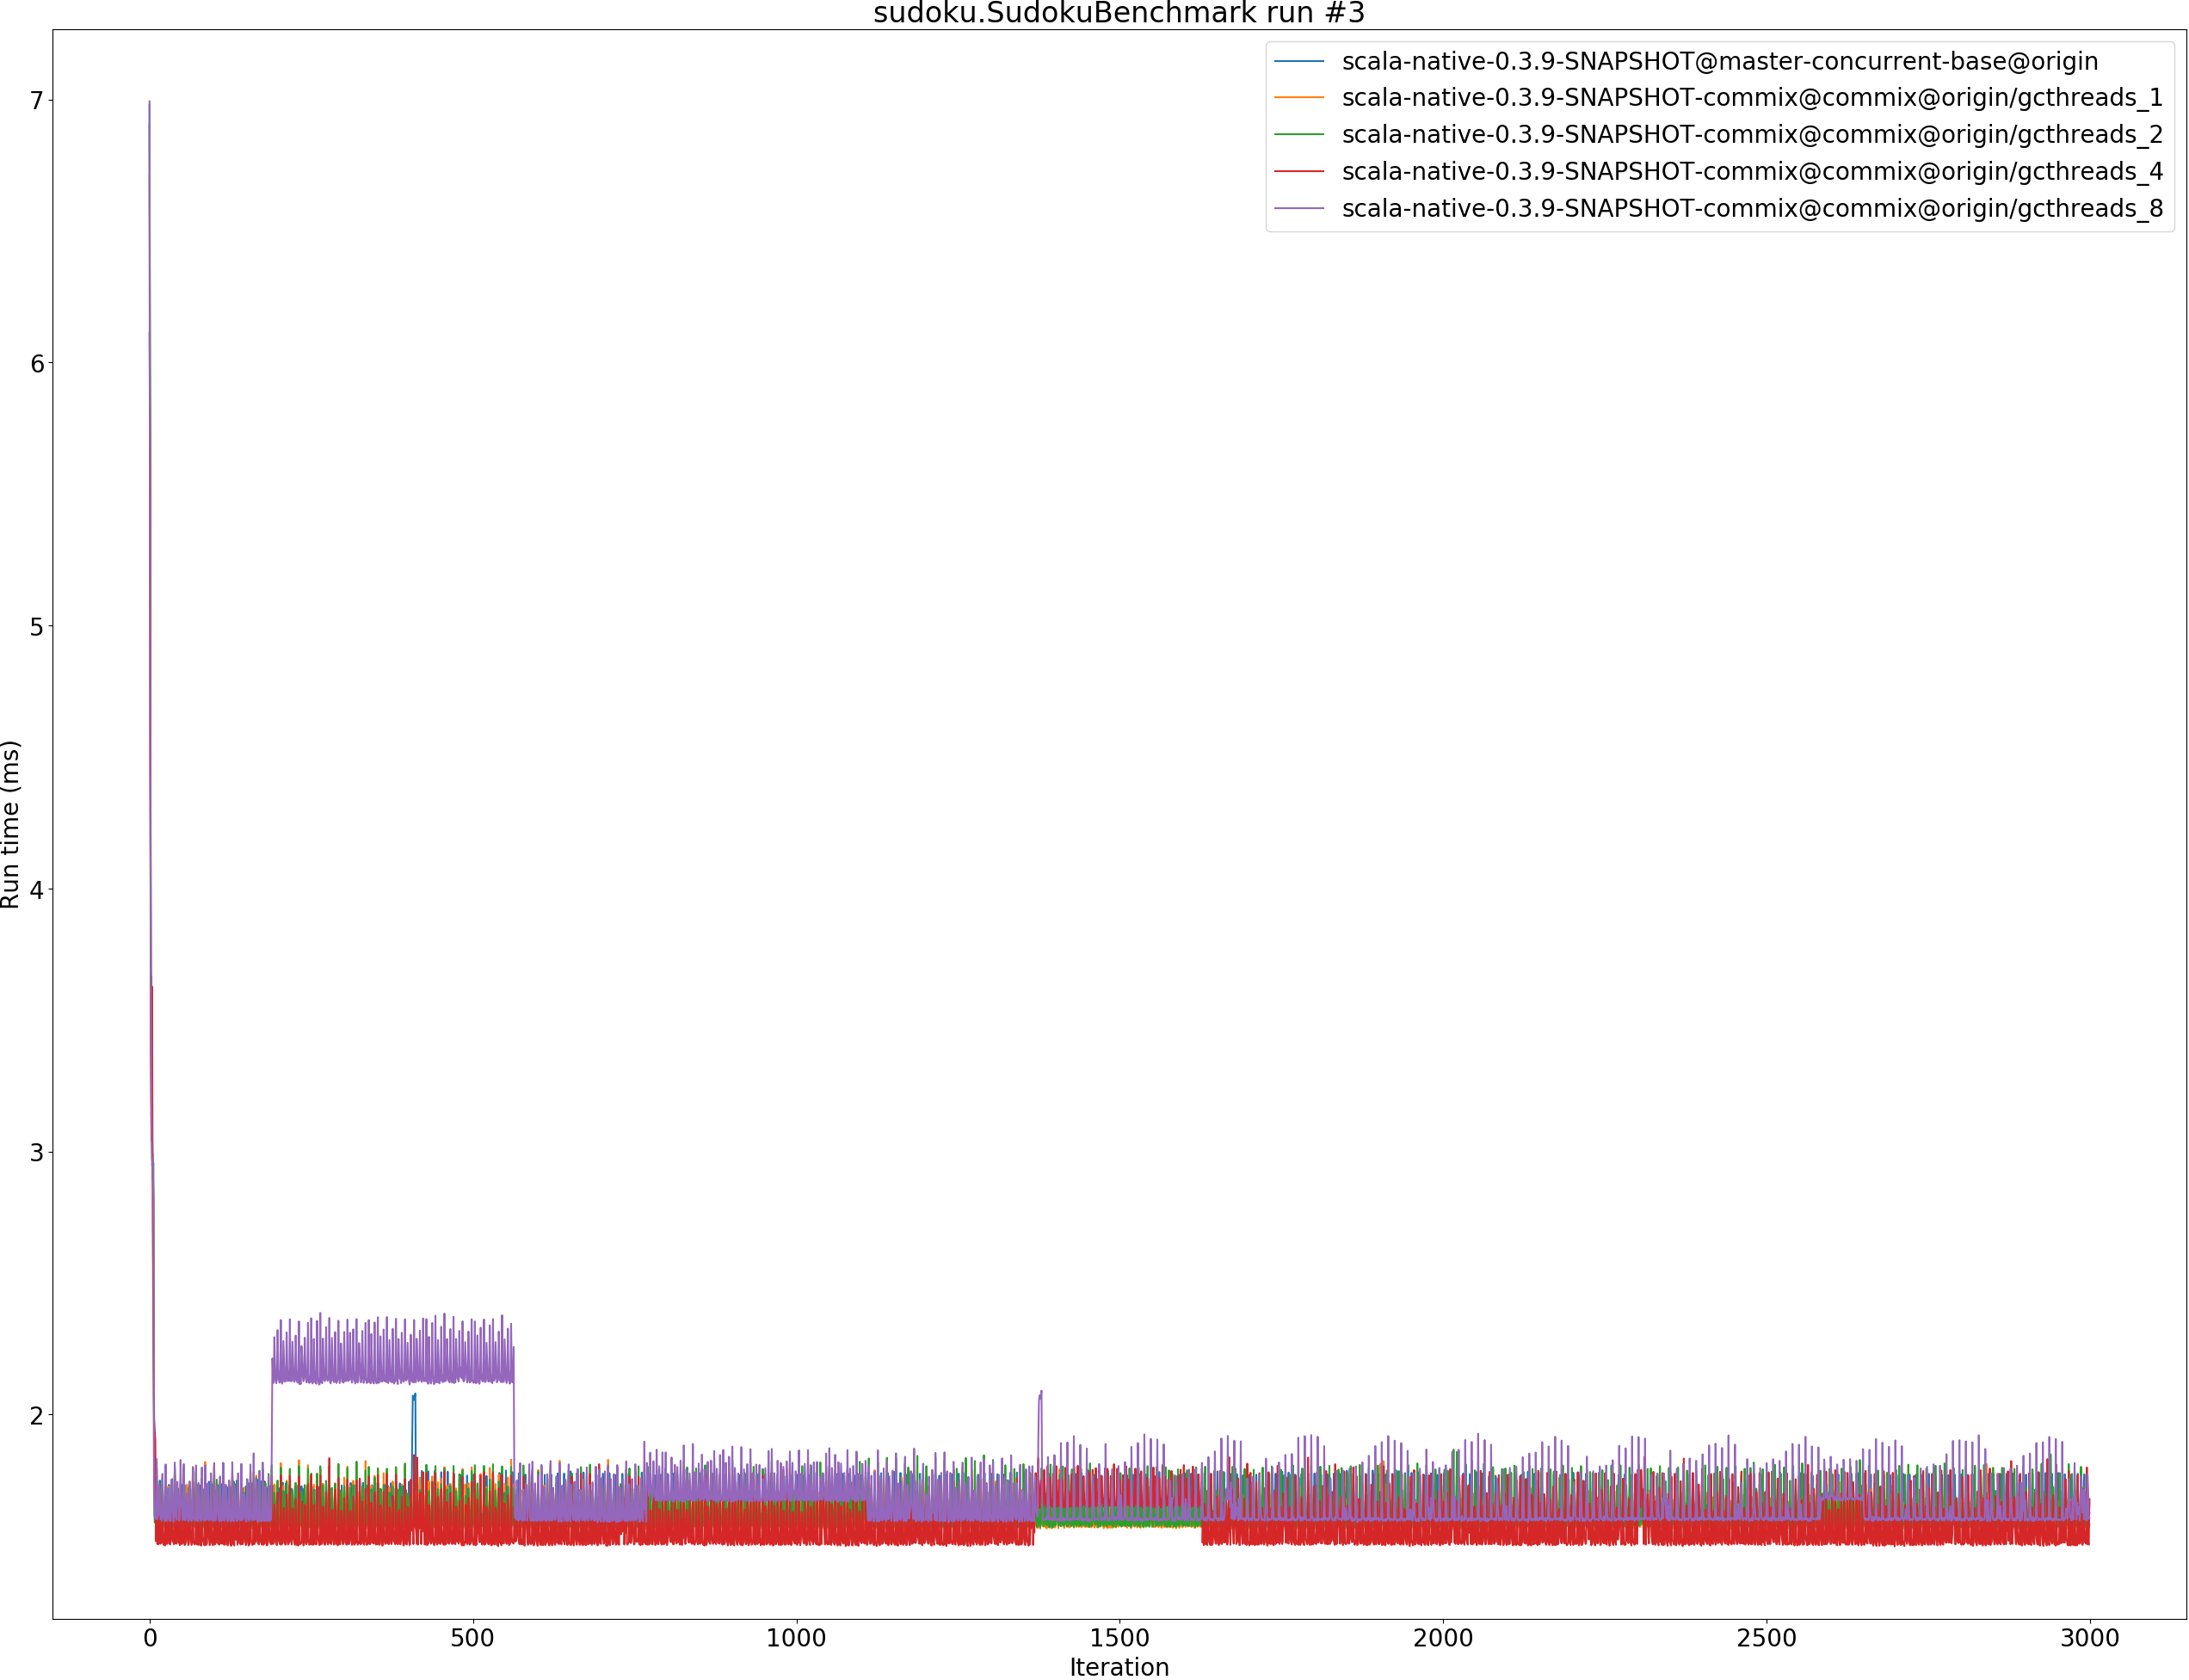 sudoku.SudokuBenchmark run #3
scala-native-0.3.9-SNAPSHOT@master-concurrent-base@origin
scala-native-0.3.9-SNAPSHOT-commix@commix@origin/gcthreads_1
scala-native-0.3.9-SNAPSHOT-commix@commix@origin/gcthreads_2
scala-native-0.3.9-SNAPSHOT-commix@commix@origin/gcthreads_4
scala-native-0.3.9-SNAPSHOT-commix@commix@origin/gcthreads_8
7
6
5
4
3
2
Run time (ms)
0 500 1000 1500 2000 2500 3000
Iteration